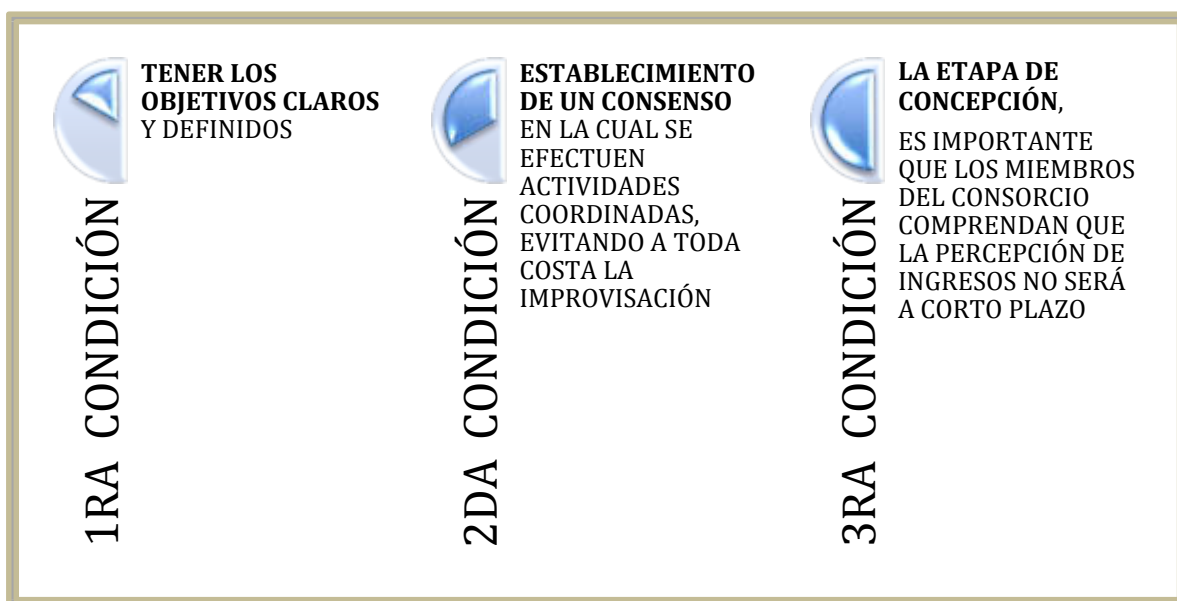 1RA CONDICIÓN
TENER LOS
OBJETIVOS CLAROS
Y DEFINIDOS
2DA CONDICIÓN
ESTABLECIMIENTO
DE UN CONSENSO
EN LA CUAL SE
EFECTUEN
ACTIVIDADES
COORDINADAS,
EVITANDO A TODA
COSTA LA
IMPROVISACIÓN
3RA CONDICIÓN
LA ETAPA DE
CONCEPCIÓN,
ES IMPORTANTE
QUE LOS MIEMBROS
DEL CONSORCIO
COMPRENDAN QUE
LA PERCEPCIÓN DE
INGRESOS NO SERÁ
A CORTO PLAZO